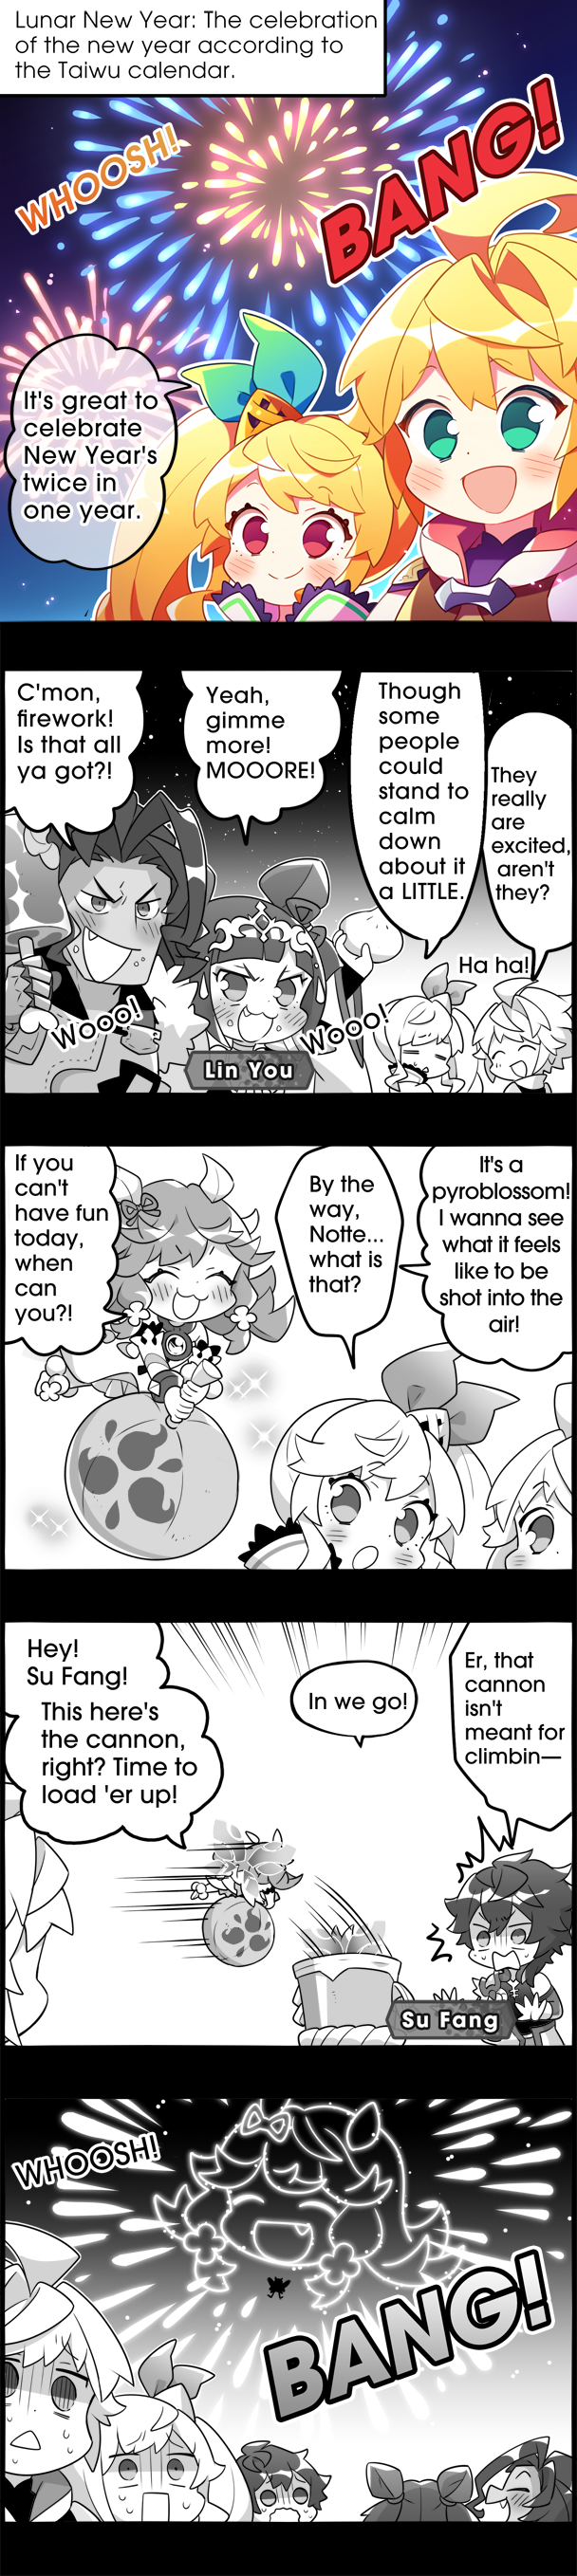 Lunar New Year: The celebration
of the new year according to
the Taiwu calendar.
WHOOSH!
BANG!
It's great to
celebrate
New Year's
twice in
one year.
C'mon,
firework!
Is that all
ya got?!
Yeah,
gimme
more!
MOOORE!
Though
some
people
could
stand to
calm
down
about it
a LITTLE.
They
really
are
excited,
aren't
they?
Ha ha!
Wooo!
Wooo!
Lin You
If you
can't
have fun
today,
when
can
you?!
By the
way,
Notte...
what is
that?
It's a
pyroblossom!
I wanna see
what it feels
like to be
shot into the
air!
Hey!
Su Fang!
This here's
the cannon,
right? Time to
load 'er up!
In we go!
Er, that
cannon
isn't
meant for
climbin—
Su Fang
WHOOSH!
BANG!